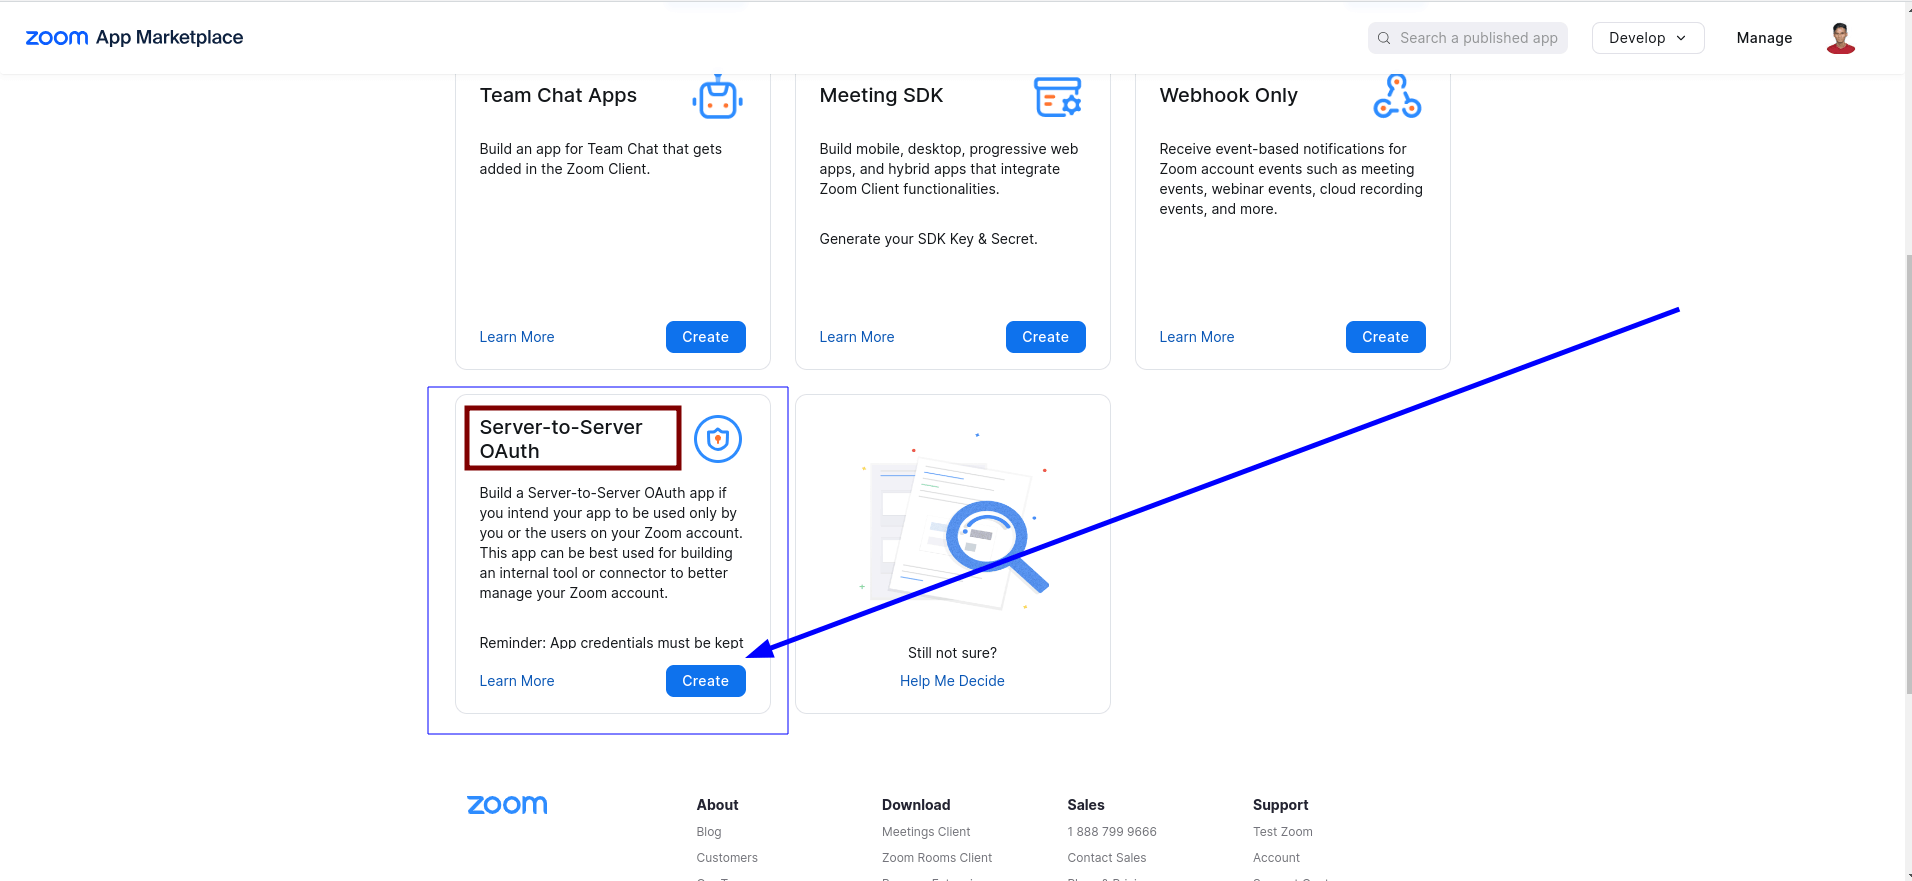 zoom App Marketplace
Search a published app
Develop
Manage
Team Chat Apps
Build an app for Team Chat that gets
added in the Zoom Client.
Learn More
Create
Meeting SDK
Build mobile, desktop, progressive web
apps, and hybrid apps that integrate
Zoom Client functionalities.
Generate your SDK Key & Secret.
Learn More
Create
Webhook Only
Receive event-based notifications for
Zoom account events such as meeting
events, webinar events, cloud recording
events, and more.
Learn More
Create
Server-to-Server
OAuth
Build a Server-to-Server OAuth app if
you intend your app to be used only by
you or the users on your Zoom account.
This app can be best used for building
an internal tool or connector to better
manage your Zoom account.
Reminder: App credentials must be kept
Learn More
Create
Still not sure?
Help Me Decide
zoom
About
Blog
Customers
Download
Meetings Client
Zoom Rooms Client
Sales
1 888 799 9666
Contact Sales
Support
Test Zoom
Account